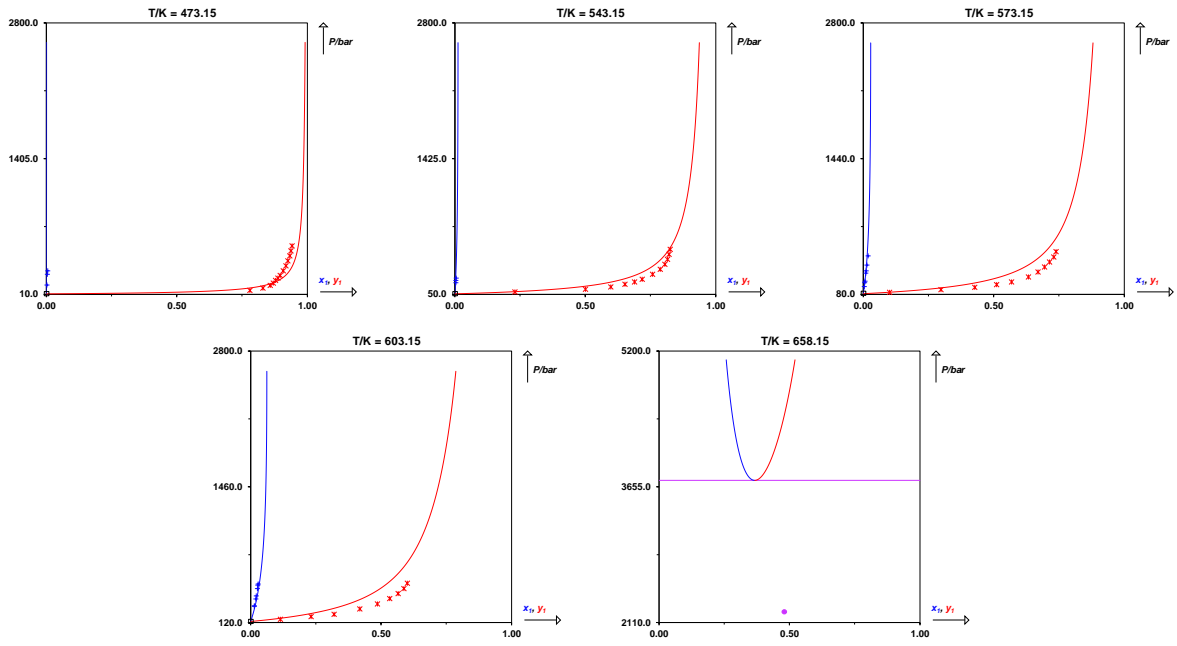 T/K = 473.15
2800.0
P/bar
1405.0
10.0
x₁, y₁
0.00 0.50 1.00
T/K = 543.15
2800.0
P/bar
1425.0
50.0
x₁, y₁
0.00 0.50 1.00
T/K = 573.15
2800.0
P/bar
1440.0
80.0
x₁, y₁
0.00 0.50 1.00
T/K = 603.15
2800.0
P/bar
1460.0
120.0
x₁, y₁
0.00 0.50 1.00
T/K = 658.15
5200.0
P/bar
3655.0
2110.0
x₁, y₁
0.00 0.50 1.00